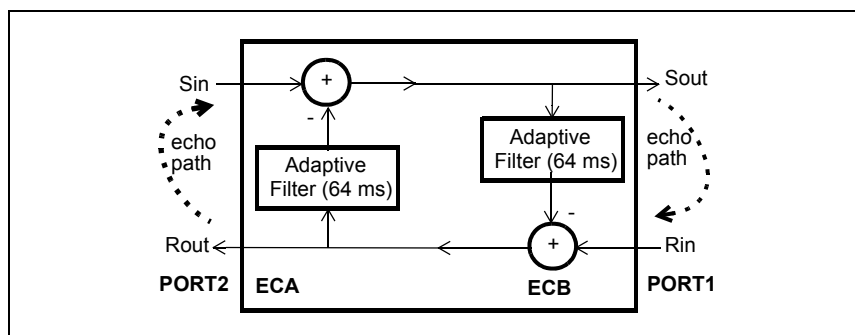 Sin
+
Sout
-
echo
path
Adaptive
Filter (64 ms)
Adaptive
Filter (64 ms)
echo
path
-
Rout
+
Rin
PORT2
ECA
ECB
PORT1